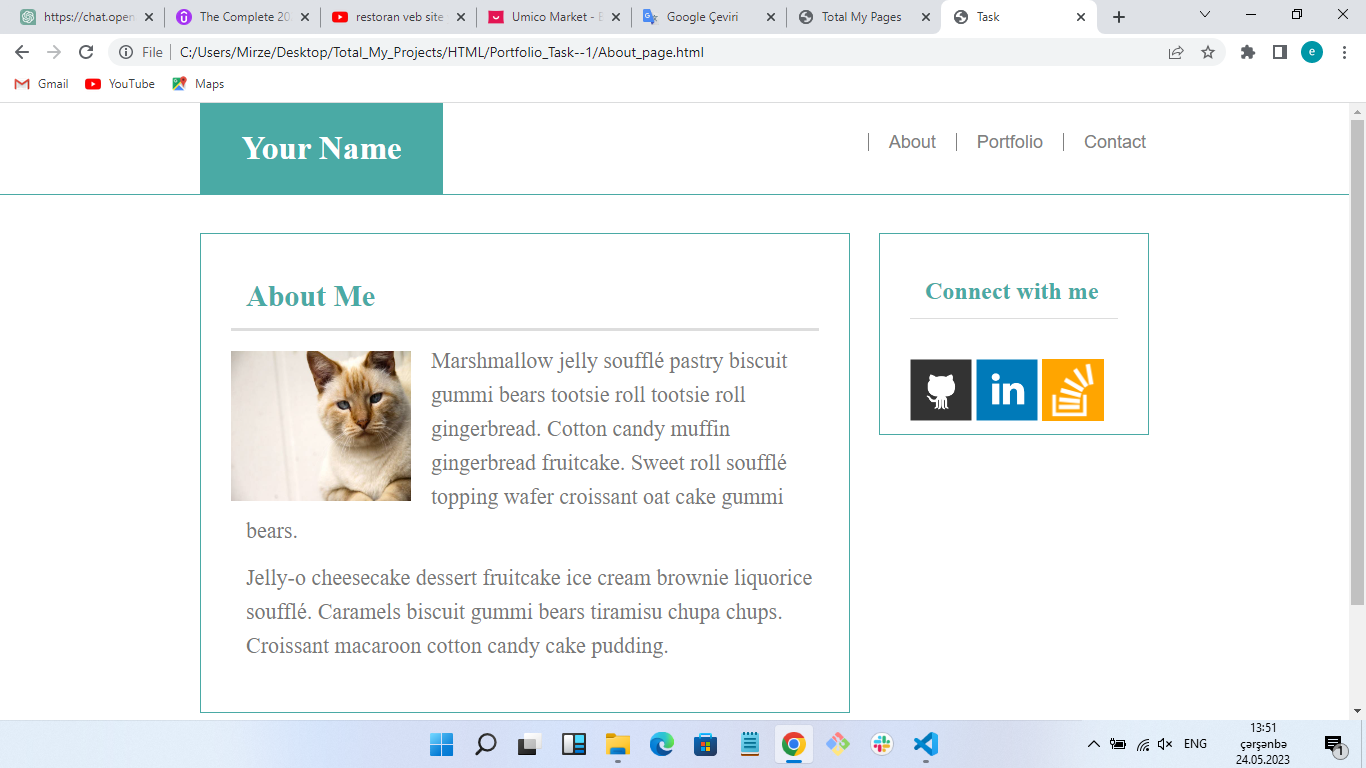 https://chat.open
The Complete 20
restoran veb site
Umico Market - E
Google Çeviri
Total My Pages
Task
File
C:/Users/Mirze/Desktop/Total_My_Projects/HTML/Portfolio_Task--1/About_page.html
e
Gmail
YouTube
Maps
Your Name
About
Portfolio
Contact
About Me
Marshmallow jelly soufflé pastry biscuit
gummi bears tootsie roll tootsie roll
gingerbread. Cotton candy muffin
gingerbread fruitcake. Sweet roll soufflé
topping wafer croissant oat cake gummi
bears.
Jelly-o cheesecake dessert fruitcake ice cream brownie liquorice
soufflé. Caramels biscuit gummi bears tiramisu chupa chups.
Croissant macaroon cotton candy cake pudding.
Connect with me
in
ENG
13:51
çərşənbə
24.05.2023
1